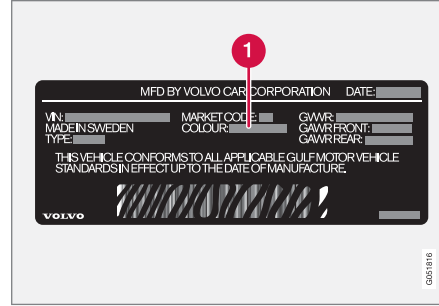 1
MFD BY VOLVO CAR CORPORATION DATE:
VIN: MARKET CODE: GVWR:
MADE IN SWEDEN COLOUR: GAWR FRONT:
TYPE: GAWR REAR:
THIS VEHICLE CONFORMS TO ALL APPLICABLE GULF MOTOR VEHICLE
STANDARDS IN EFFECT UP TO THE DATE OF MANUFACTURE.
VOLVO
G051816